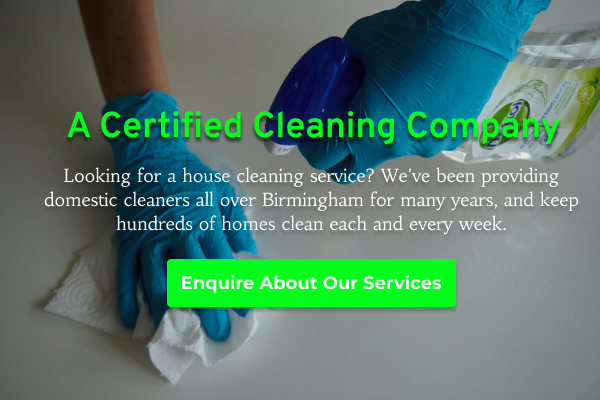 A Certified Cleaning Company
Looking for a house cleaning service? We've been providing
domestic cleaners all over Birmingham for many years, and keep
hundreds of homes clean each and every week.
Enquire About Our Services